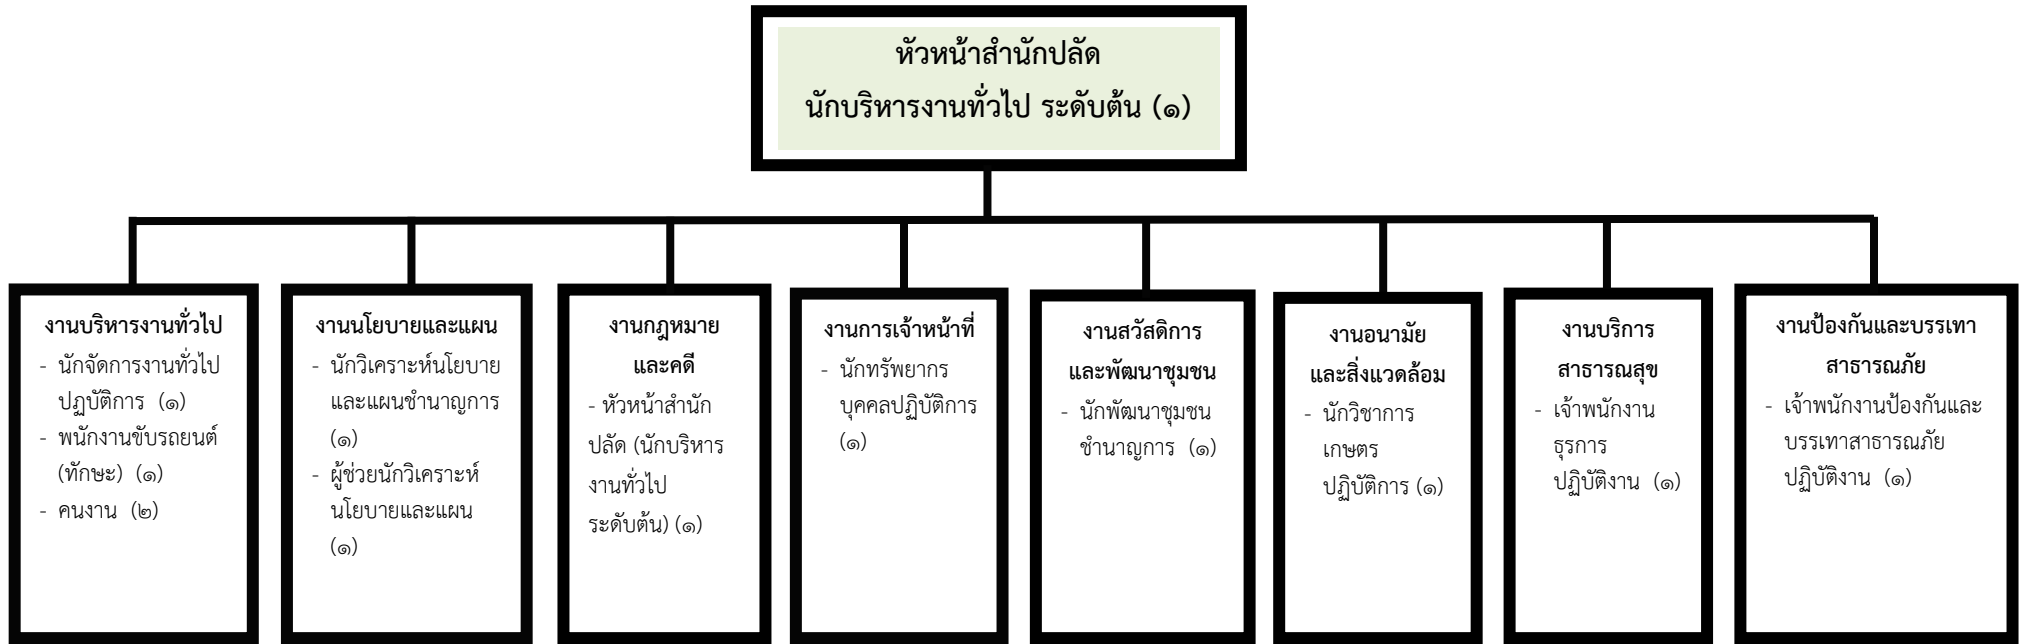 หัวหน้าสำนักปลัด
นักบริหารงานทั่วไป ระดับต้น (๑)
งานบริหารงานทั่วไป
- นักจัดการงานทั่วไป
ปฏบัติการ (๑)
- พนักงานขับรถยนต์
(ทักษะ) (๑)
- คนงาน (๒)
งานนโยบายและแผน
- นักวิเคราะห์นโยบาย
และแผนชำนาญการ
(๑)
- ผู้ช่วยนักวิเคราะห์
นโยบายและแผน
(๑)
งานกฎหมาย
และคดี
- หัวหน้าสำนัก
ปลัด (นักบริหาร
งานทั่วไป
ระดับต้น) (๑)
งานการเจ้าหน้าที่
- นักทรัพยากร
บุคคลปฏิบัติการ
(๑)
งานสวัสดิการ
และพัฒนาชุมชน
- นักพัฒนาชุมชน
ชำนาญการ (๑)
งานอนามัย
และสิ่งแวดล้อม
- นักวิชาการ
เกษตร
ปฏิบัติการ (๑)
งานบริการ
สาธารณสุข
- เจ้าพนักงาน
ธุรการ
ปฏิบัติงาน (๑)
งานป้องกันและบรรเทา
สาธารณภัย
- เจ้าพนักงานป้องกันและ
บรรเทาสาธารณภัย
ปฏิบัติงาน (๑)